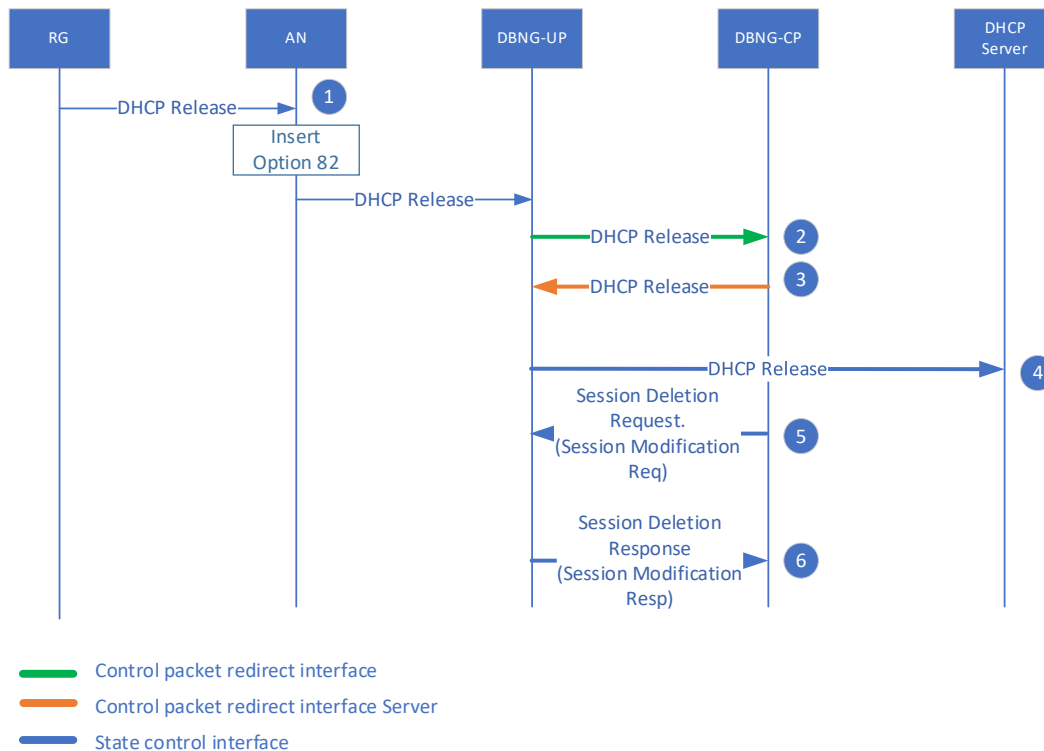 RG
AN
DBNG-UP
DBNG-CP
DHCP
Server
1
DHCP Release
Insert
Option 82
DHCP Release
DHCP Release
2
DHCP Release
3
DHCP Release
4
Session Deletion
Request.
(Session Modification
Req)
5
Session Deletion
Response
(Session Modification
Resp)
6
Control packet redirect interface
Control packet redirect interface Server
State control interface